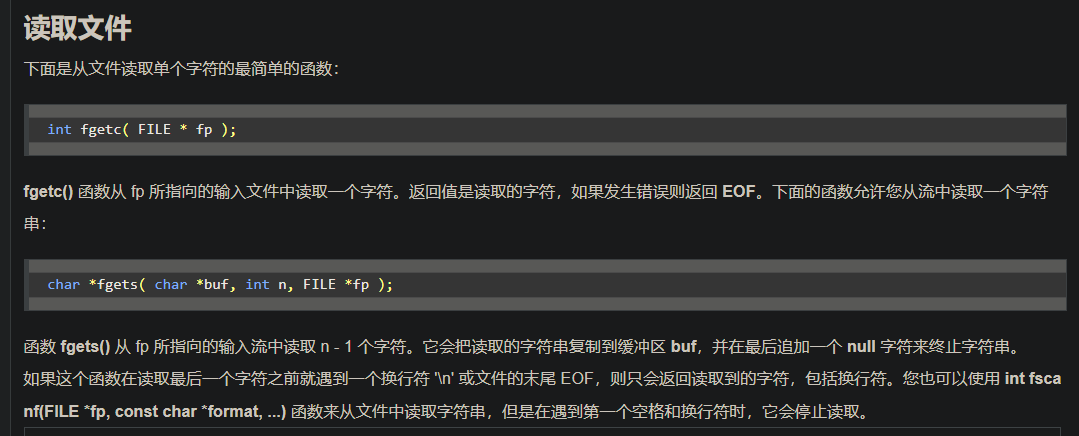 读取文件
下面是从文件读取单个字符的最简单的函数：
int fgetc( FILE * fp );
fgetc() 函数从 fp 所指向的输入文件中读取一个字符。返回值是读取的字符，如果发生错误则返回 EOF。下面的函数允许您从流中读取一个字符
串：
char *fgets( char *buf, int n, FILE *fp );
函数 fgets() 从 fp 所指向的输入流中读取 n - 1 个字符。它会把读取的字符串复制到缓冲区 buf，并在最后追加一个 null 字符来终止字符串。
如果这个函数在读取最后一个字符之前就遇到一个换行符 '\n' 或文件的末尾 EOF，则只会返回读取到的字符，包括换行符。您也可以使用 int fsca
nf(FILE *fp, const char *format, ...) 函数来从文件中读取字符串，但是在遇到第一个空格和换行符时，它会停止读取。